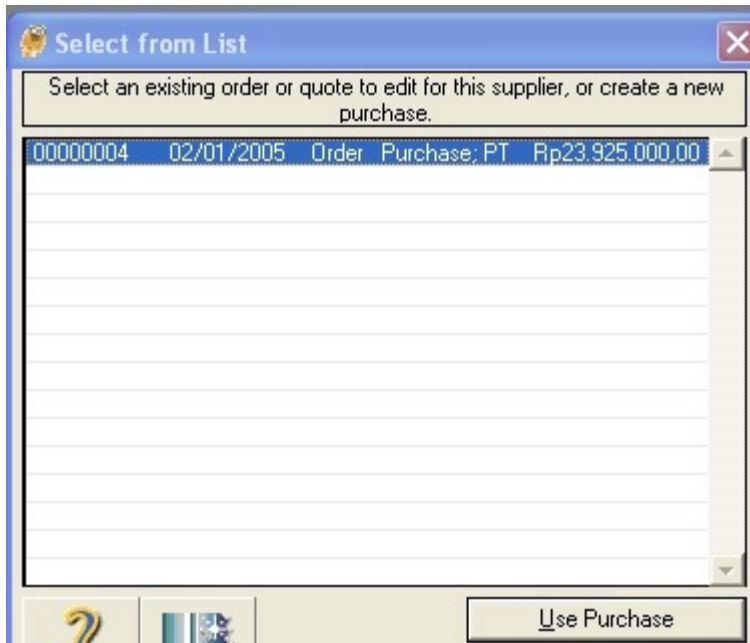 Select from List
Select an existing order or quote to edit for this supplier, or create a new
purchase.
00000004 02/01/2005 Order Purchase; PT Rp23.925.000,00
Use Purchase